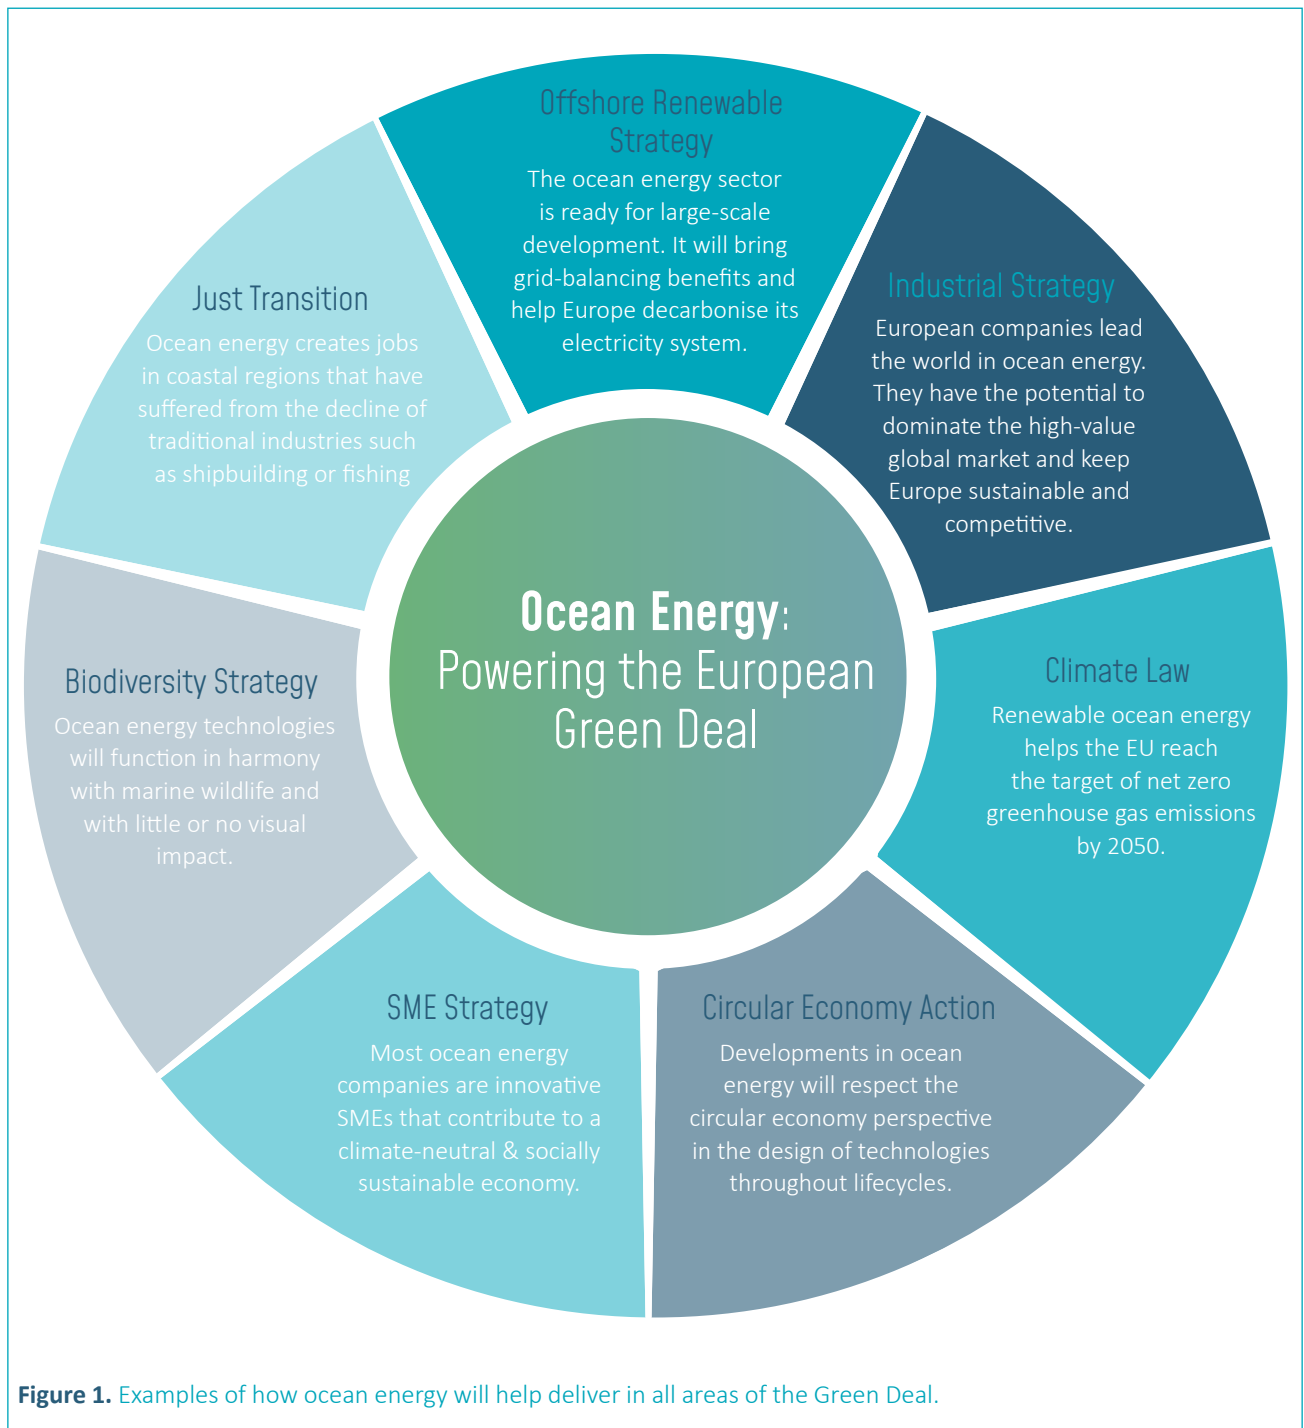 Offshore Renewable
Strategy
The ocean energy sector
is ready for large-scale
development. It will bring
grid-balancing benefits and
help Europe decarbonise its
electricity system.
Industrial Strategy
European companies lead
the world in ocean energy.
They have the potential to
dominate the high-value
global market and keep
Europe sustainable and
competitive.
Climate Law
Renewable ocean energy
helps the EU reach
the target of net zero
greenhouse gas emissions
by 2050.
Circular Economy Action
Developments in ocean
energy will respect the
circular economy perspective
in the design of technologies
throughout lifecycles.
SME Strategy
Most ocean energy
companies are innovative
SMEs that contribute to a
climate-neutral & socially
sustainable economy.
Biodiversity Strategy
Ocean energy technologies
will function in harmony
with marine wildlife and
with little or no visual
impact.
Just Transition
Ocean energy creates jobs
in coastal regions that have
suffered from the decline of
traditional industries such
as shipbuilding or fishing
Ocean Energy:
Powering the European
Green Deal
Figure 1. Examples of how ocean energy will help deliver in all areas of the Green Deal.